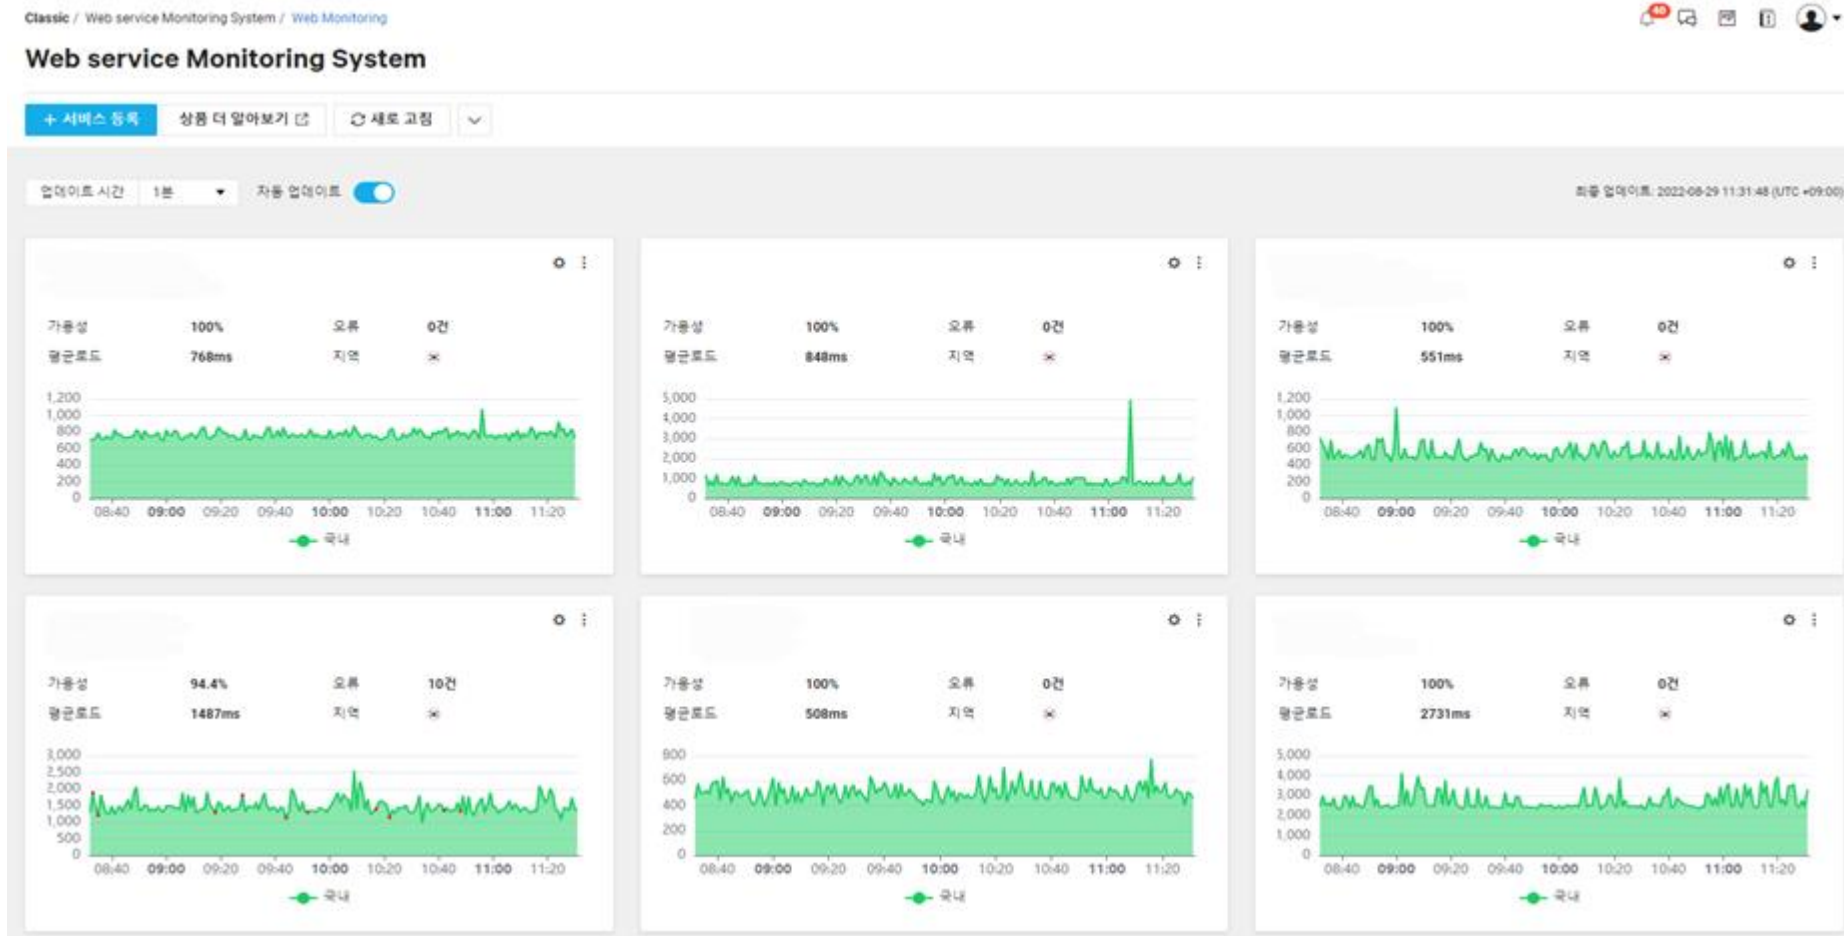 Classic / Web service Monitoring System / Web Monitoring
40
Web service Monitoring System
+ 서비스 등록 상품 더 알아보기 새로 고침
업데이트 시간 1분 자동 업데이트 최종 업데이트: 2022-08-29 11:31:48 (UTC +09:00)
가용성 100% 오류 0건 가용성 100% 오류 0건 가용성 100% 오류 0건
평균로드 768ms 지역 평균로드 848ms 지역 평균로드 551ms 지역
1,200 5,000 1,200
1,000 4,000 1,000
800 3,000 800
600 2,000 600
400 1,000 400
200 0 200
0 0
08:40 09:00 09:20 09:40 10:00 10:20 10:40 11:00 11:20 08:40 09:00 09:20 09:40 10:00 10:20 10:40 11:00 11:20 08:40 09:00 09:20 09:40 10:00 10:20 10:40 11:00 11:20
국내 국내 국내
가용성 94.4% 오류 10건 가용성 100% 오류 0건 가용성 100% 오류 0건
평균로드 1487ms 지역 평균로드 508ms 지역 평균로드 2731ms 지역
3,000 800 5,000
2,500 600 4,000
2,000 400 3,000
1,500 200 2,000
1,000 0 1,000
500 0
0
08:40 09:00 09:20 09:40 10:00 10:20 10:40 11:00 11:20 08:40 09:00 09:20 09:40 10:00 10:20 10:40 11:00 11:20 08:40 09:00 09:20 09:40 10:00 10:20 10:40 11:00 11:20
국내 국내 국내